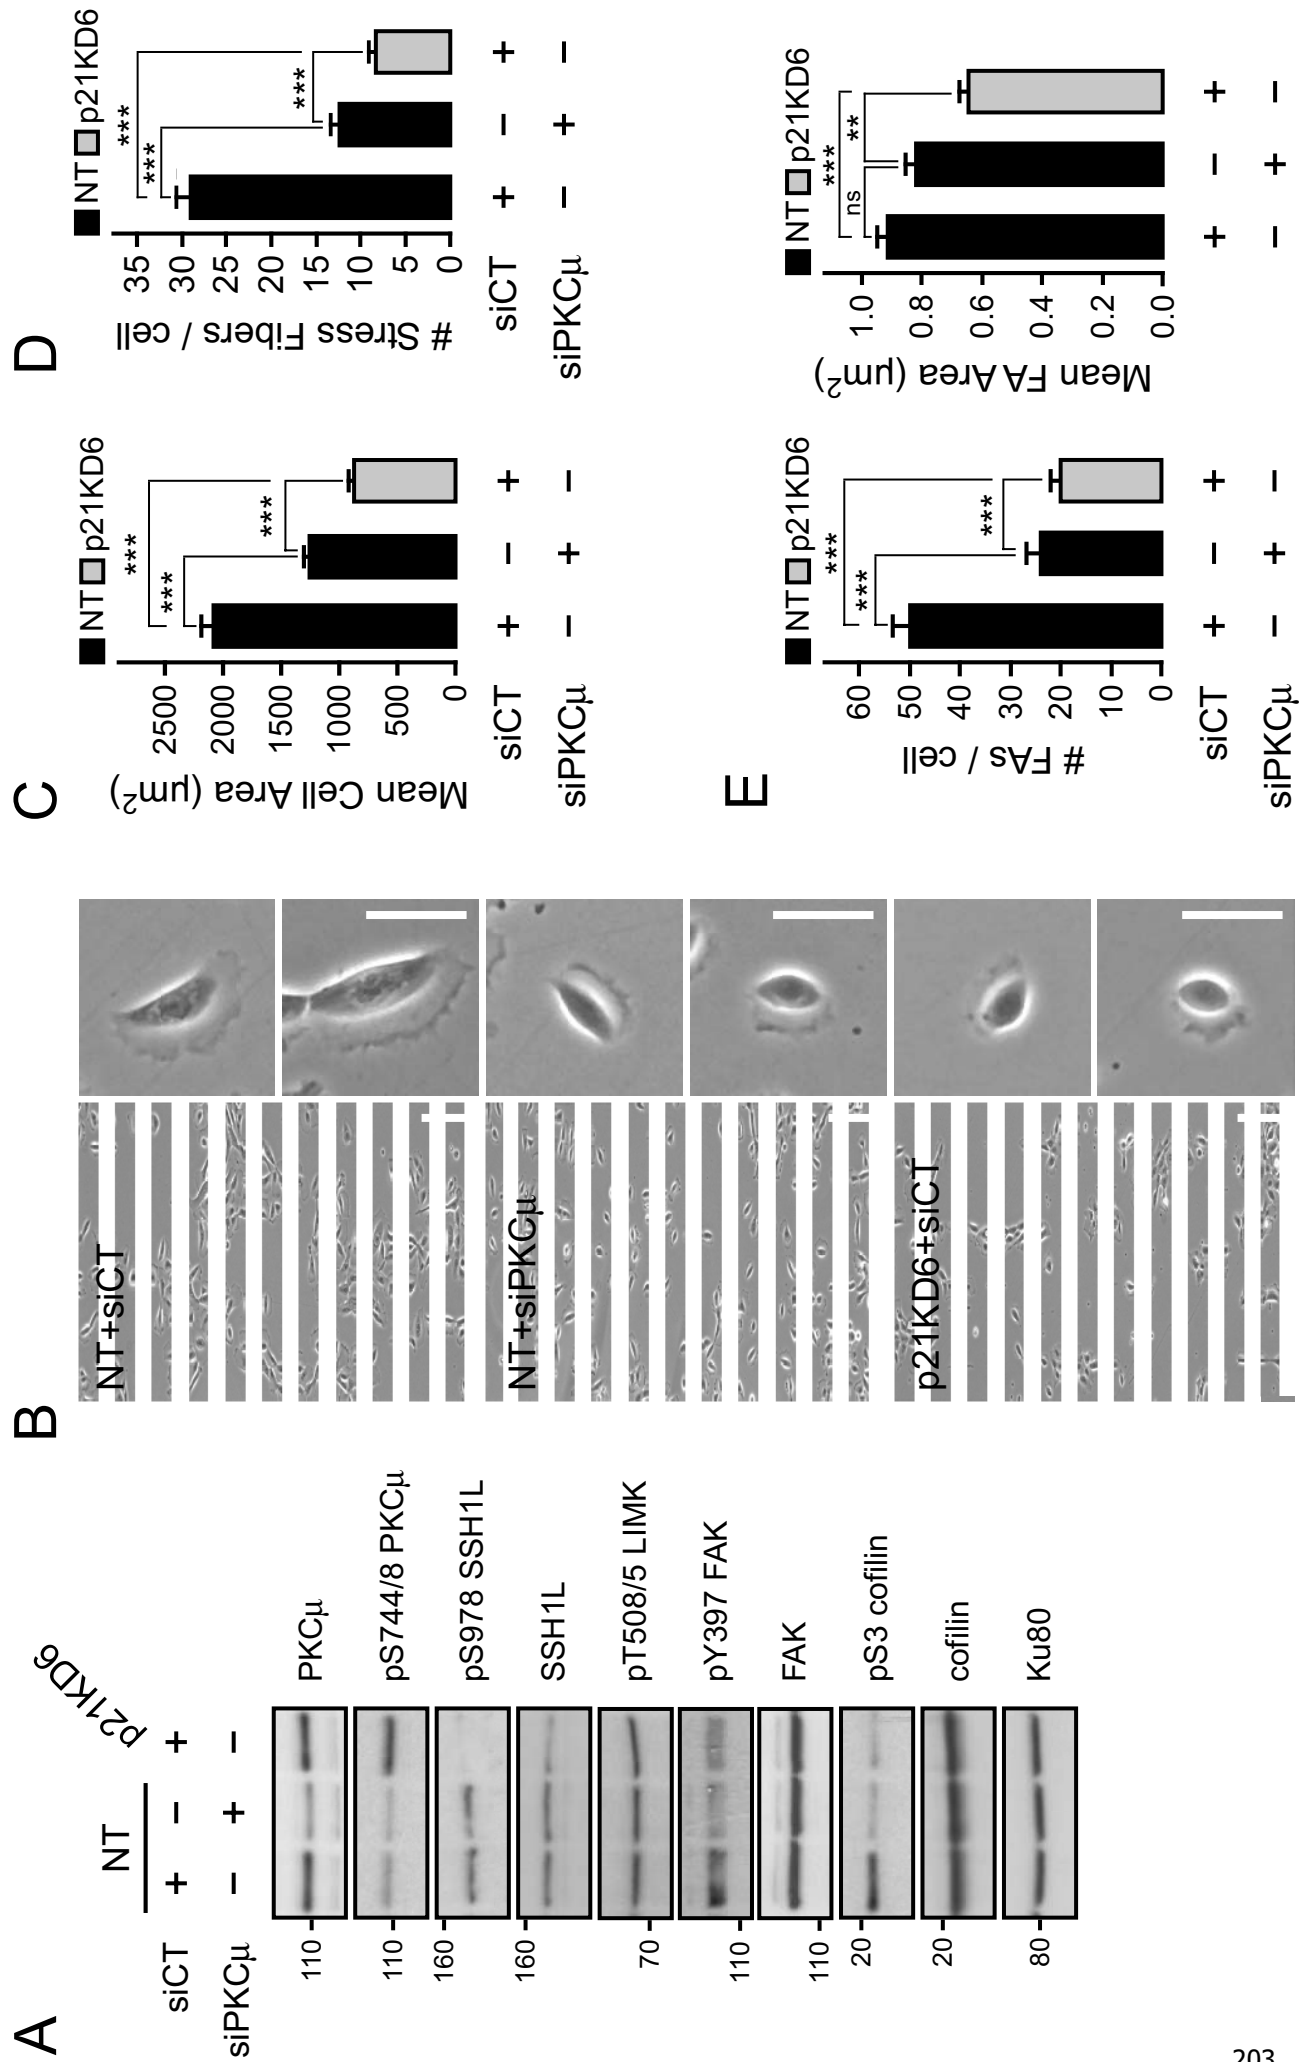 A
NT
p21KD6
siCT + − +
siPKCµ − + −
110 PKCµ
110 pS744/8 PKCµ
160 pS978 SSH1L
160 SSH1L
70 pT508/5 LIMK
110 pY397 FAK
110 FAK
20 pS3 cofilin
20 cofilin
80 Ku80
B
NT+siCT
NT+siPKCµ
p21KD6+siCT
C
NT p21KD6
Mean Cell Area (µm²)
2500
2000
1500
1000
500
0
***
***
***
siCT + − +
siPKCµ − + −
D
NT p21KD6
# Stress Fibers / cell
35
30
25
20
15
10
5
0
***
***
***
siCT + − +
siPKCµ − + −
E
NT p21KD6
# FAs / cell
60
50
40
30
20
10
0
***
***
***
siCT + − +
siPKCµ − + −
NT p21KD6
Mean FA Area (µm²)
1.0
0.8
0.6
0.4
0.2
0.0
***
ns
**
+ − +
− + −
203